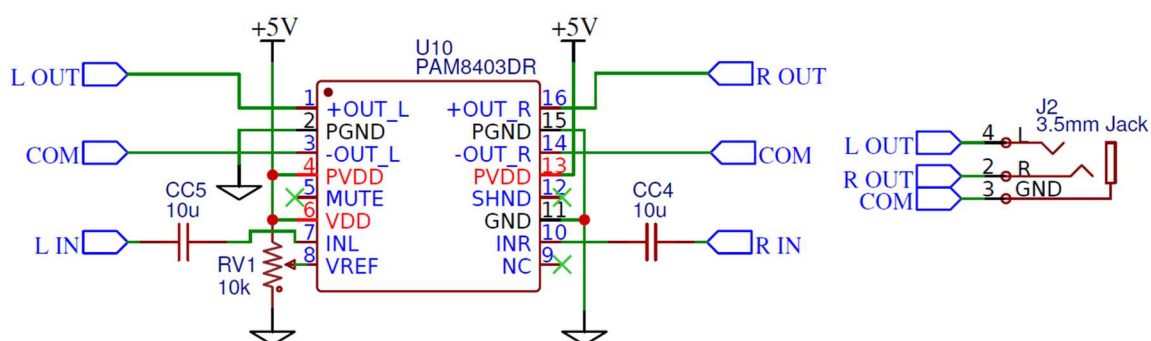 +5V
+5V
U10
PAM8403DR
L OUT
R OUT
1 +OUT_L
+OUT_R 16
2 PGND
PGND 15
COM
3 -OUT_L
-OUT_R 14
COM
4 PVDD
PVDD 13
5 MUTE
SHND 12
6 VDD
GND 11
L IN
CC5
10u
7 INL
INR 10
CC4
10u
R IN
RV1
10k
8 VREF
NC 9
J2
3.5mm Jack
L OUT 4 L
R OUT 2 R
COM 3 GND